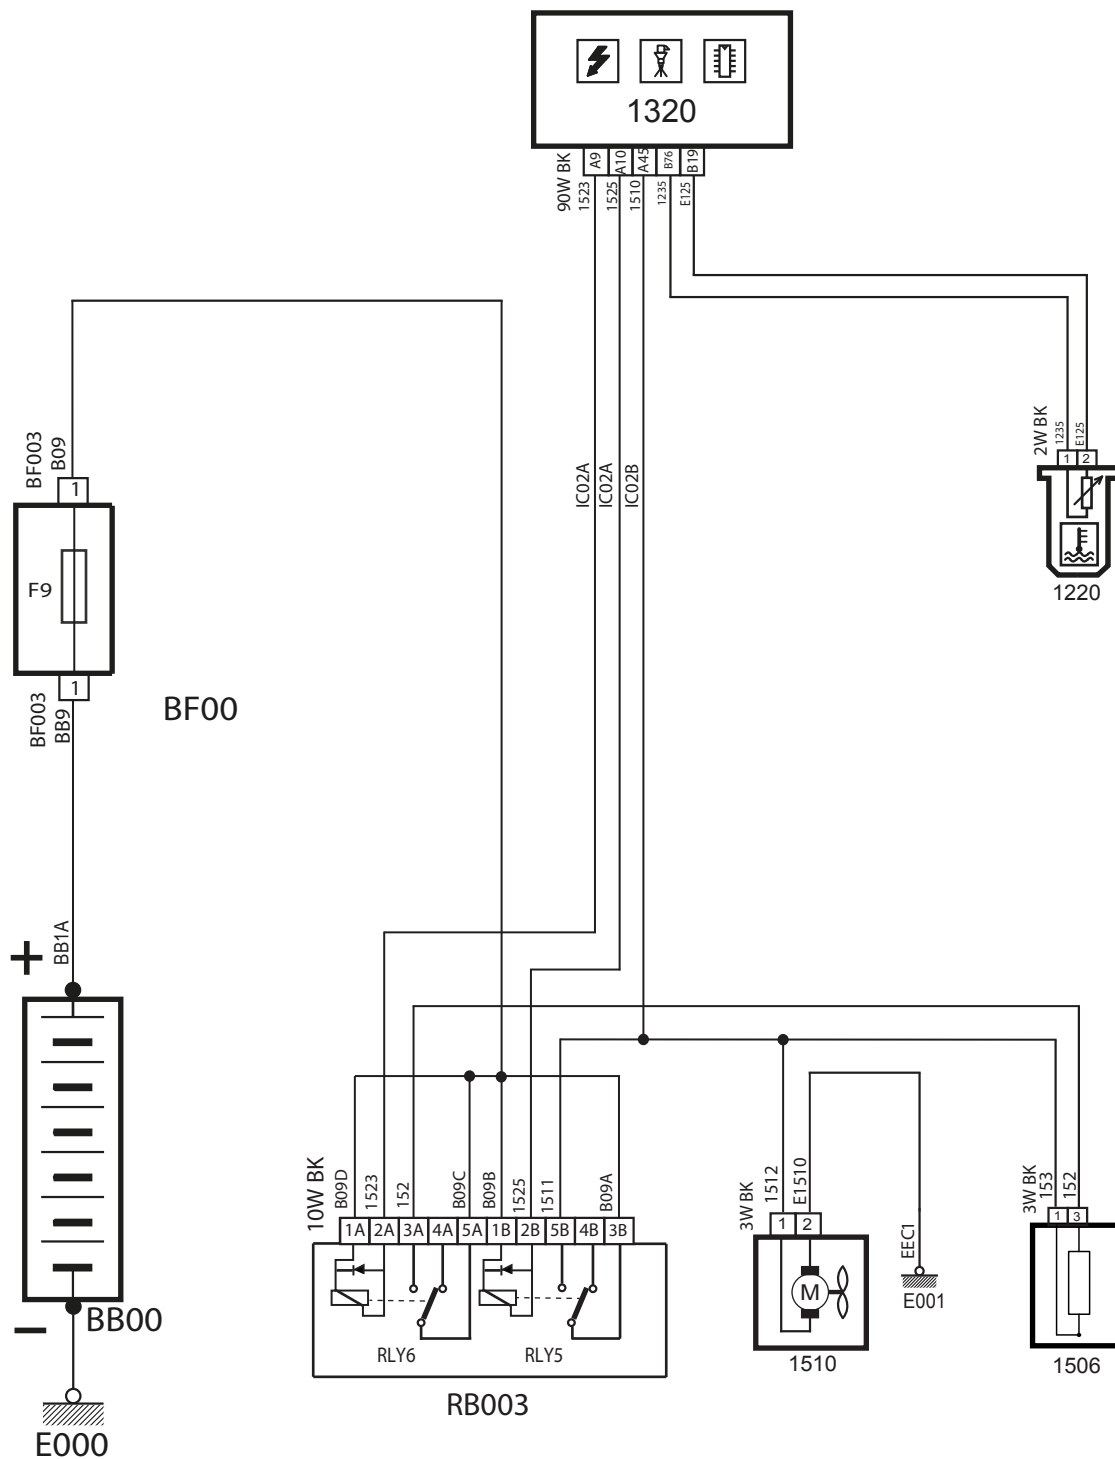 1320
90W BK
A9
A10
A45
B76
B19
1523
1525
1510
1235
E125
BF003
B09
1
F9
1
BF003
BB9
BF00
IC02A
IC02A
IC02B
2W BK
1235
E125
1 2
1220
BB1A
+
−
BB00
E000
10W BK
B09D
1523
152
B09C
B09B
1525
1511
B09A
1A 2A 3A 4A 5A 1B 2B 5B 4B 3B
RLY6
RLY5
RB003
3W BK
1512
E1510
1 2
M
1510
EEC1
E001
3W BK
153
152
1 3
1506